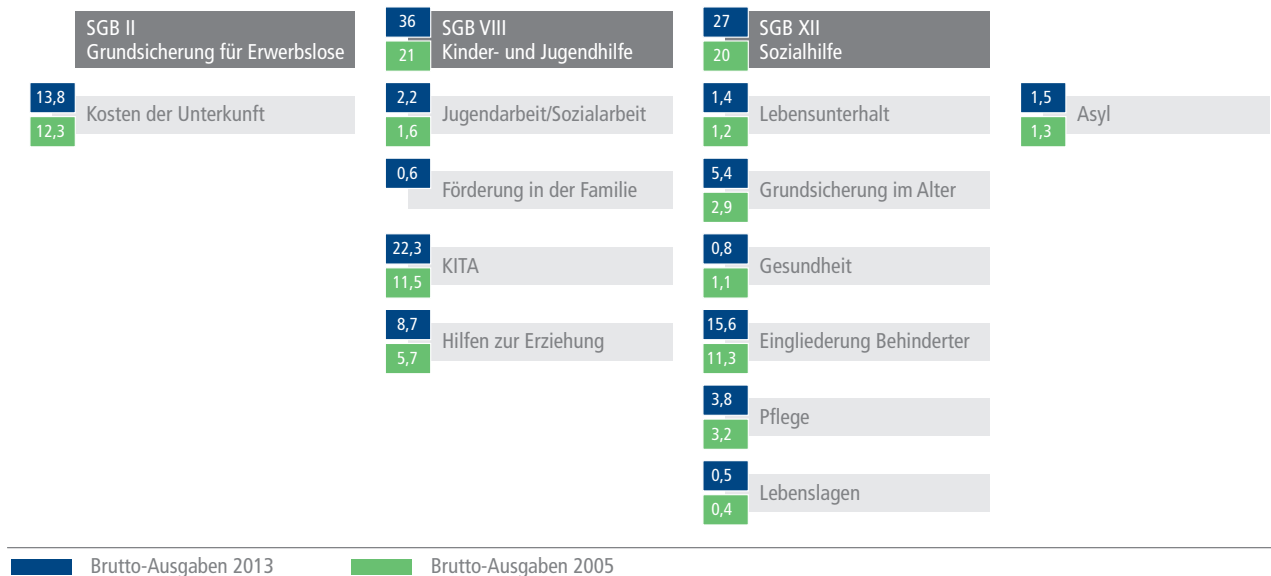 SGB II
Grundsicherung für Erwerbslose
13,8
12,3
Kosten der Unterkunft
36
21
SGB VIII
Kinder- und Jugendhilfe
2,2
1,6
Jugendarbeit/Sozialarbeit
0,6
Förderung in der Familie
22,3
11,5
KITA
8,7
5,7
Hilfen zur Erziehung
27
20
SGB XII
Sozialhilfe
1,4
1,2
Lebensunterhalt
5,4
2,9
Grundsicherung im Alter
0,8
1,1
Gesundheit
15,6
11,3
Eingliederung Behinderter
3,8
3,2
Pflege
0,5
0,4
Lebenslagen
1,5
1,3
Asyl
Brutto-Ausgaben 2013
Brutto-Ausgaben 2005